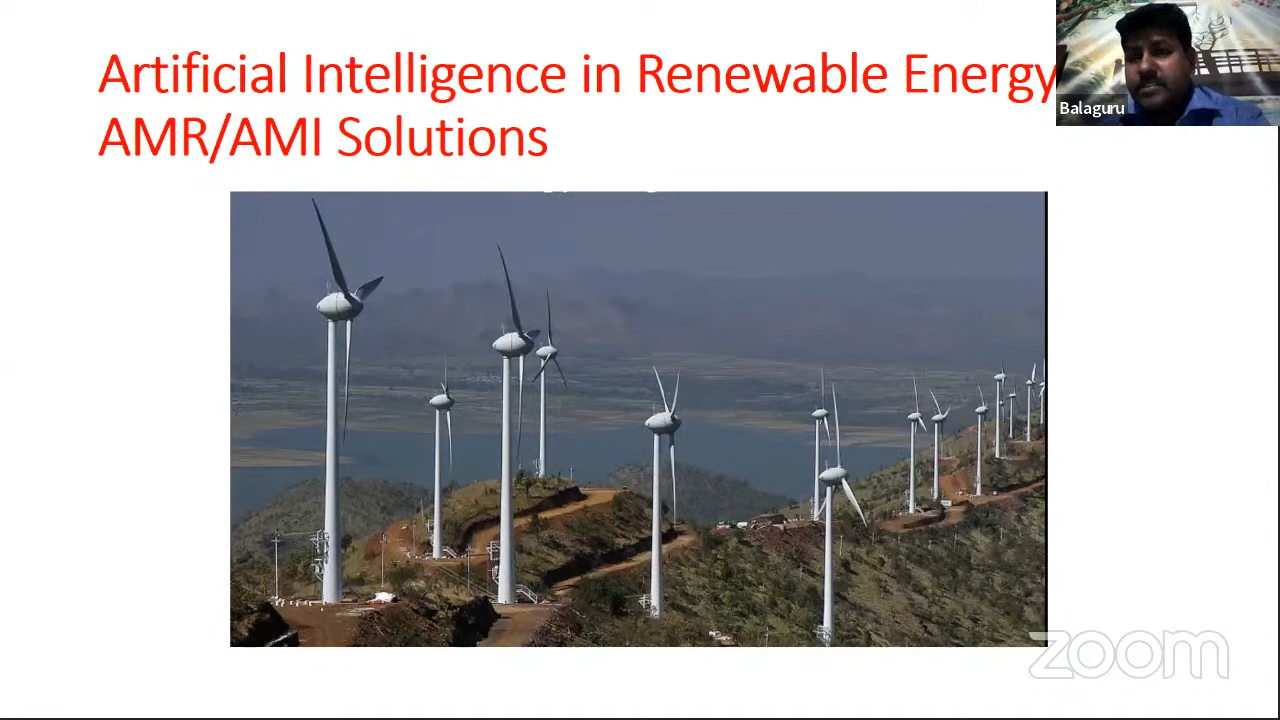 Artificial Intelligence in Renewable Energy
AMR/AMI Solutions
Balaguru
zoom